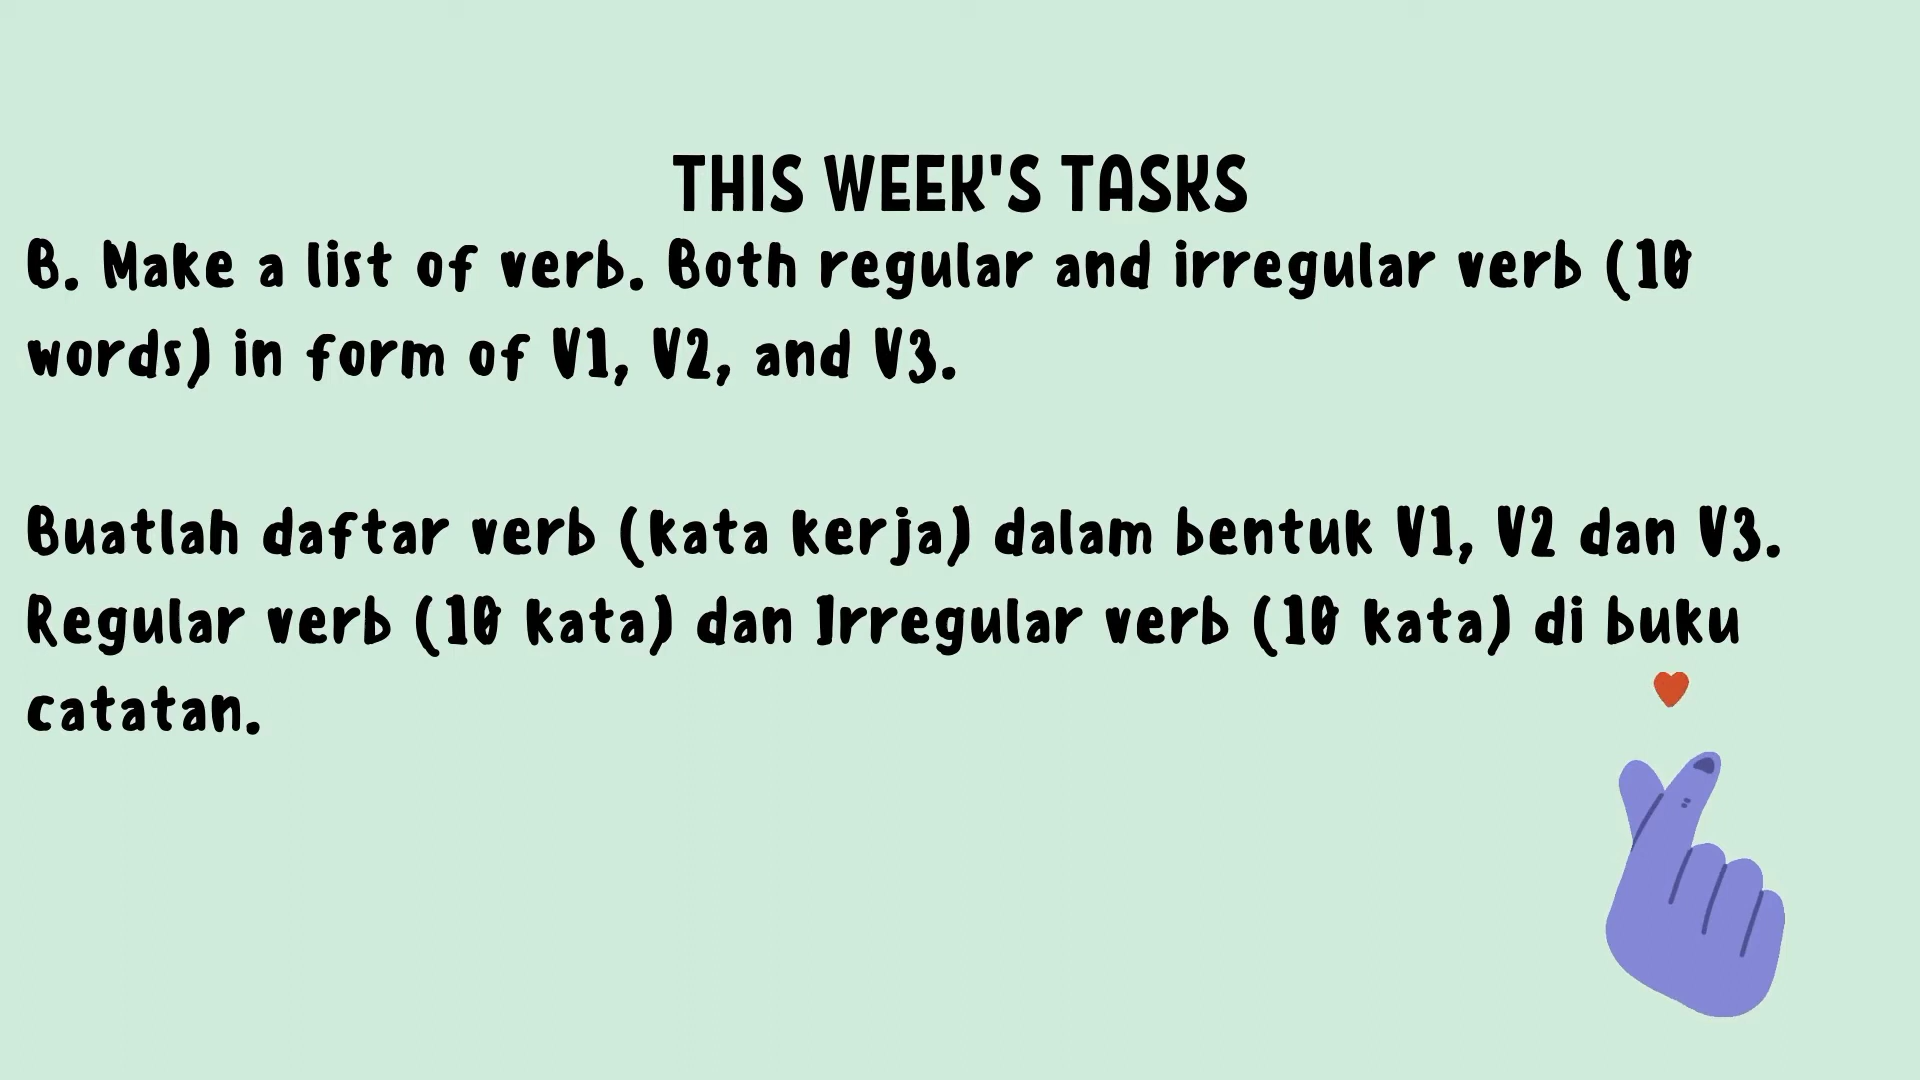 THIS WEEK'S TASKS
B. Make a list of verb. Both regular and irregular verb (10
words) in form of V1, V2, and V3.
Buatlah daftar verb (kata kerja) dalam bentuk V1, V2 dan V3.
Regular verb (10 kata) dan Irregular verb (10 kata) di buku
catatan.